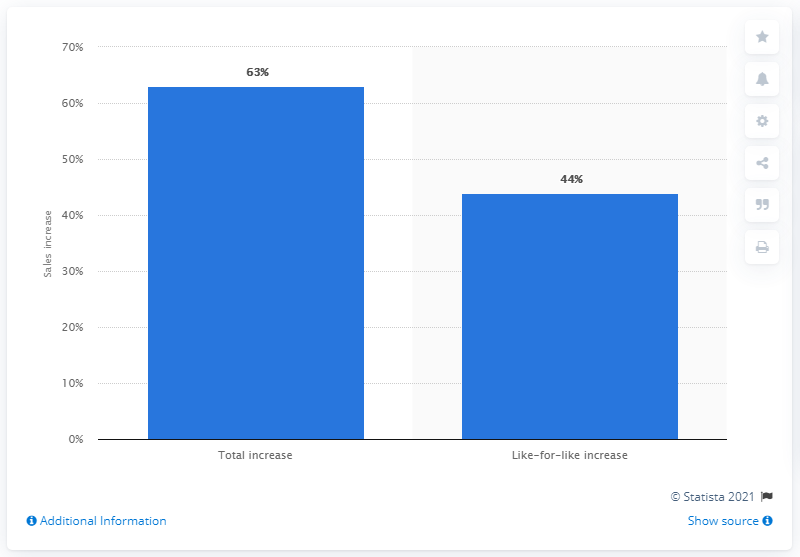 70%
63%
60%
50%
44%
40%
Sales increase
30%
20%
10%
0%
Total increase
Like-for-like increase
© Statista 2021
Additional Information
Show source